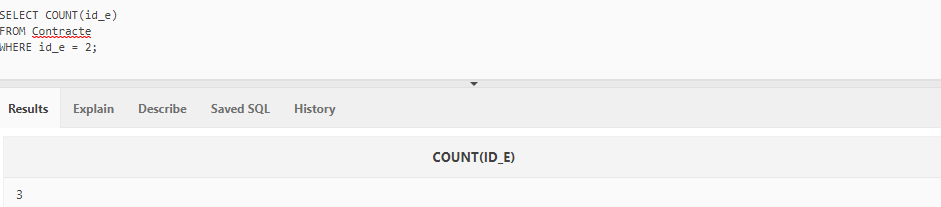 SELECT COUNT(id_e)
FROM Contracte
WHERE id_e = 2;
Results Explain Describe Saved SQL History
COUNT(ID_E)
3